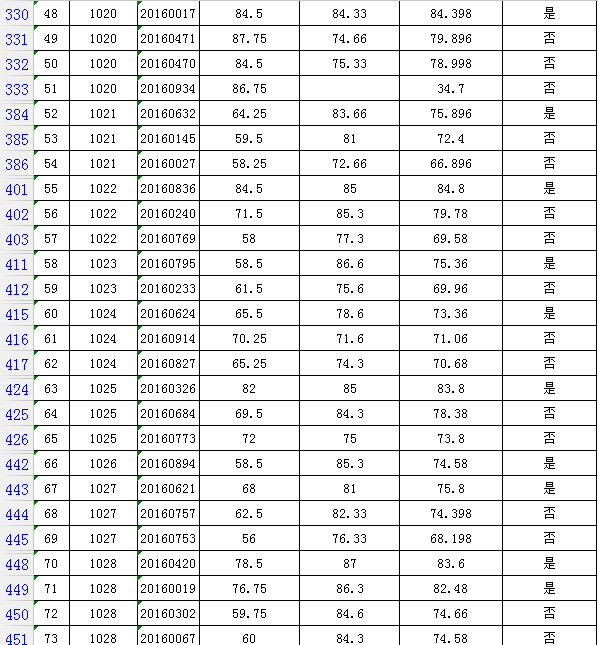 330 48 1020 20160017 84.5 84.33 84.398 是
331 49 1020 20160471 87.75 74.66 79.896 否
332 50 1020 20160470 84.5 75.33 78.998 否
333 51 1020 20160934 86.75 34.7 否
384 52 1021 20160632 64.25 83.66 75.896 是
385 53 1021 20160145 59.5 81 72.4 否
386 54 1021 20160027 58.25 72.66 66.896 否
401 55 1022 20160836 84.5 85 84.8 是
402 56 1022 20160240 71.5 85.3 79.78 否
403 57 1022 20160769 58 77.3 69.58 否
411 58 1023 20160795 58.5 86.6 75.36 是
412 59 1023 20160233 61.5 75.6 69.96 否
415 60 1024 20160624 65.5 78.6 73.36 是
416 61 1024 20160914 70.25 71.6 71.06 否
417 62 1024 20160827 65.25 74.3 70.68 否
424 63 1025 20160326 82 85 83.8 是
425 64 1025 20160684 69.5 84.3 78.38 否
426 65 1025 20160773 72 75 73.8 否
442 66 1026 20160894 58.5 85.3 74.58 是
443 67 1027 20160621 68 81 75.8 是
444 68 1027 20160757 62.5 82.33 74.398 否
445 69 1027 20160753 56 76.33 68.198 否
448 70 1028 20160420 78.5 87 83.6 是
449 71 1028 20160019 76.75 86.3 82.48 是
450 72 1028 20160302 59.75 84.6 74.66 否
451 73 1028 20160067 60 84.3 74.58 否